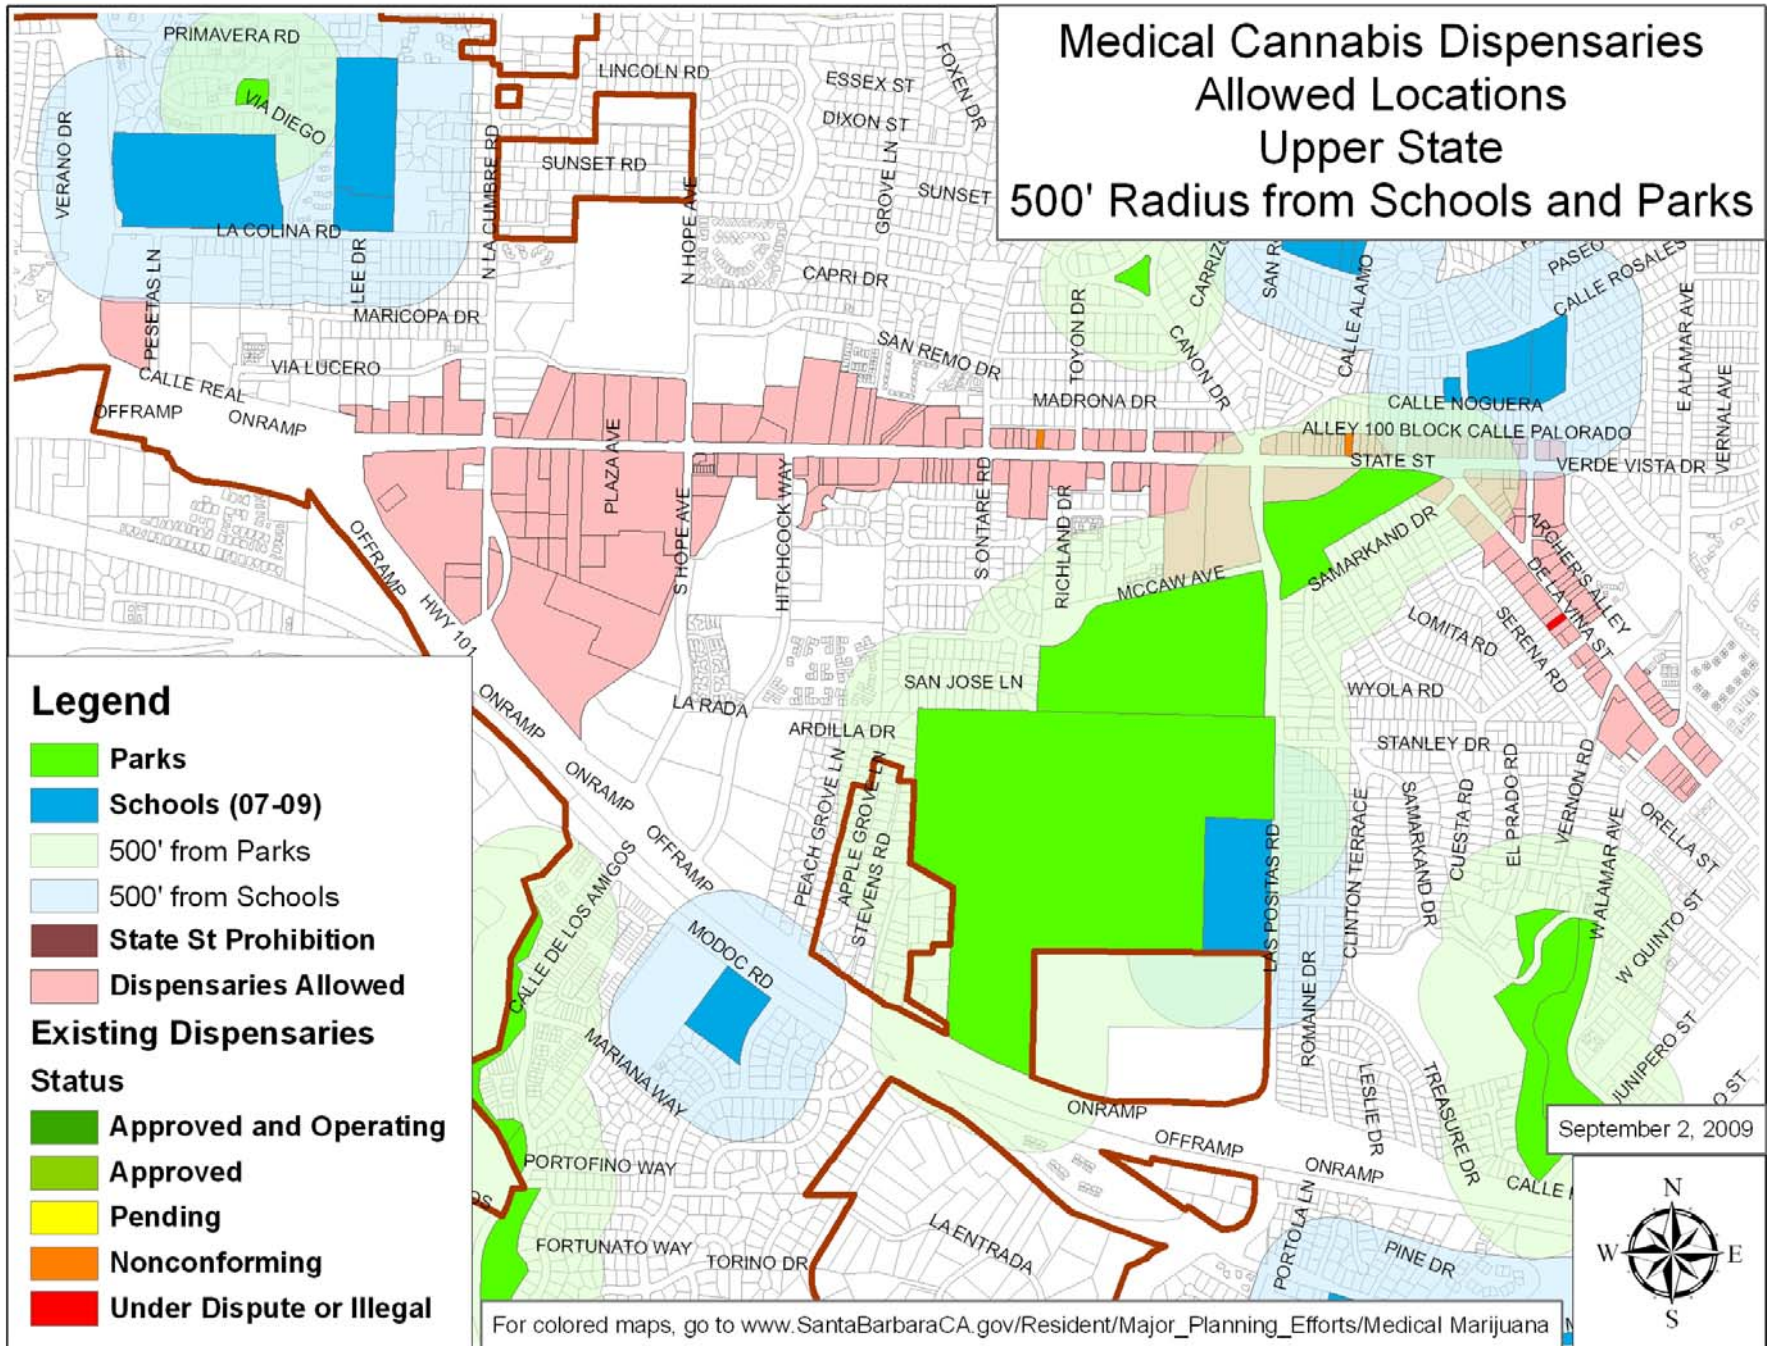 Medical Cannabis Dispensaries
Allowed Locations
Upper State
500' Radius from Schools and Parks
PRIMAVERA RD
VIA DIEGO
VERANO DR
LA COLINA RD
PESETAS LN
LEE DR
MARICOPA DR
VIA LUCERO
CALLE REAL
OFFRAMP
ONRAMP
N LA CUMBRE RD
LINCOLN RD
SUNSET RD
N HOPE AVE
ESSEX ST
DIXON ST
FOXEN DR
GROVE LN
SUNSET
CAPRI DR
SAN REMO DR
TOYON DR
MADRONA DR
CANON DR
CARRIZO
SAN R
CALLE ALAMO
PASEO
CALLE ROSALES
E ALAMAR AVE
VERNAL AVE
CALLE NOGUERA
ALLEY 100 BLOCK CALLE PALORADO
STATE ST
VERDE VISTA DR
PLAZA AVE
S HOPE AVE
HITCHCOCK WAY
S ONTARE RD
RICHLAND DR
MCCAW AVE
SAMARKAND DR
ARCHER'S ALLEY
DE LA VINA ST
SERENA RD
LOMITA RD
WYOLA RD
STANLEY DR
OFFRAMP
HWY 101
ONRAMP
ONRAMP
OFFRAMP
LA RADA
SAN JOSE LN
ARDILLA DR
PEACH GROVE LN
APPLE GROVE LN
STEVENS RD
LAS POSITAS RD
CLINTON TERRACE
SAMARKAND DR
CUESTA RD
EL PRADO RD
VERNON RD
W ALAMAR AVE
ORELLA ST
W QUINTO ST
JUNIPERO ST
O ST
ROMAINE DR
LESLIE DR
TREASURE DR
CALLE DE LOS AMIGOS
MODOC RD
MARIANA WAY
PORTOFINO WAY
FORTUNATO WAY
TORINO DR
LA ENTRADA
ONRAMP
OFFRAMP
ONRAMP
PORTOLA LN
PINE DR
CALLE
OS
Legend
Parks
Schools (07-09)
500' from Parks
500' from Schools
State St Prohibition
Dispensaries Allowed
Existing Dispensaries
Status
Approved and Operating
Approved
Pending
Nonconforming
Under Dispute or Illegal
September 2, 2009
N
W E
S
For colored maps, go to www.SantaBarbaraCA.gov/Resident/Major_Planning_Efforts/Medical Marijuana